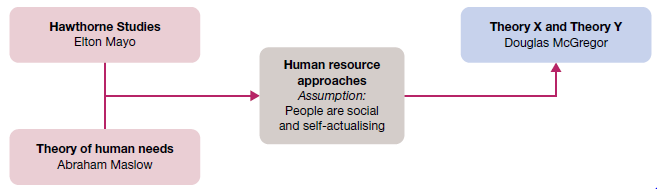 Hawthorne Studies
Elton Mayo
Theory of human needs
Abraham Maslow
Human resource
approaches
Assumption:
People are social
and self-actualising
Theory X and Theory Y
Douglas McGregor